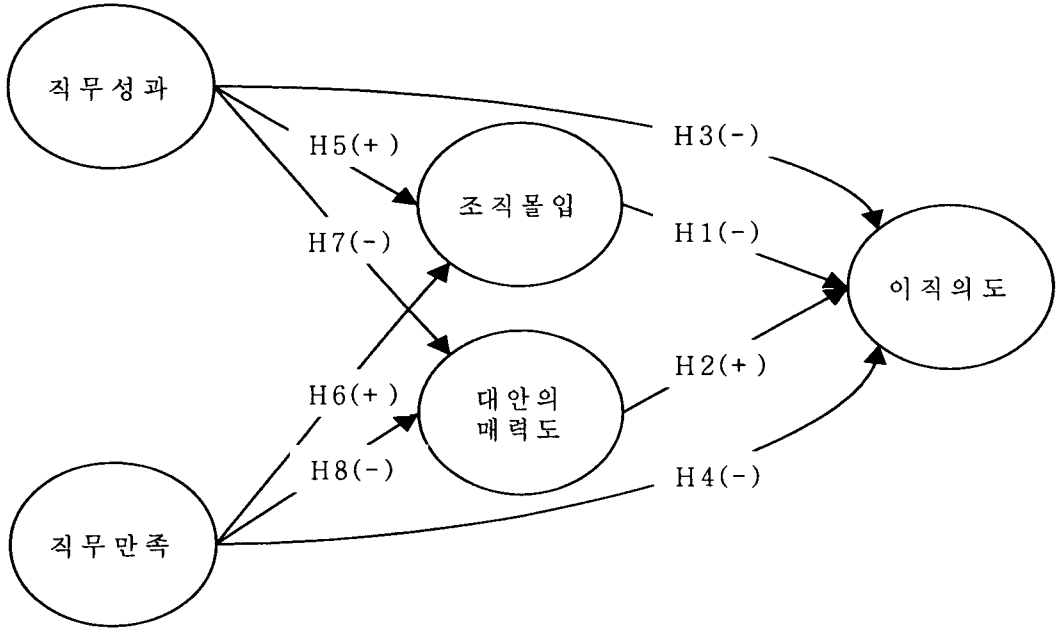 직무성과
H5(+)
H3(-)
조직몰입
H7(-)
H1(-)
이직의도
H2(+)
H6(+)
대안의
매력도
H8(-)
H4(-)
직무만족